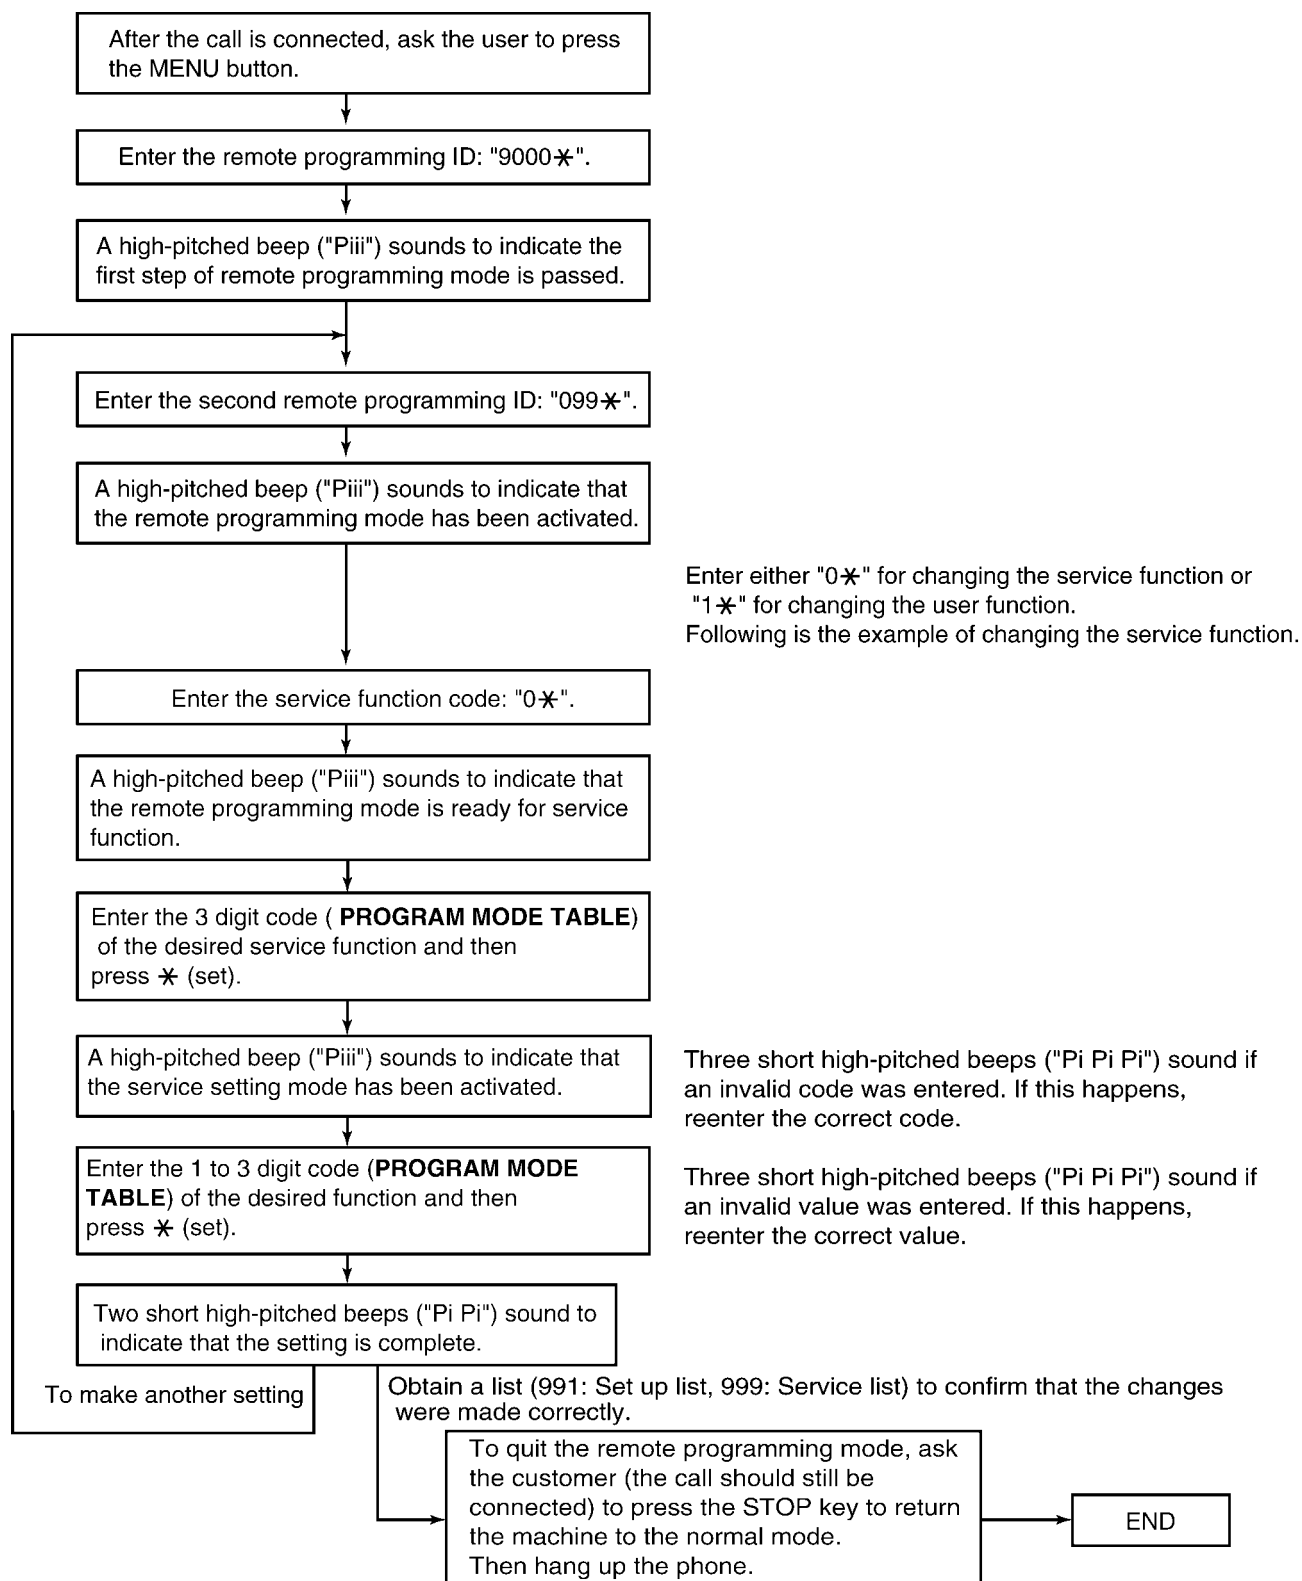 After the call is connected, ask the user to press
the MENU button.
Enter the remote programming ID: "9000*".
A high-pitched beep ("Piii") sounds to indicate the
first step of remote programming mode is passed.
Enter the second remote programming ID: "099*".
A high-pitched beep ("Piii") sounds to indicate that
the remote programming mode has been activated.
Enter either "0*" for changing the service function or
"1*" for changing the user function.
Following is the example of changing the service function.
Enter the service function code: "0*".
A high-pitched beep ("Piii") sounds to indicate that
the remote programming mode is ready for service
function.
Enter the 3 digit code ( PROGRAM MODE TABLE)
of the desired service function and then
press * (set).
A high-pitched beep ("Piii") sounds to indicate that
the service setting mode has been activated.
Three short high-pitched beeps ("Pi Pi Pi") sound if
an invalid code was entered. If this happens,
reenter the correct code.
Enter the 1 to 3 digit code (PROGRAM MODE
TABLE) of the desired function and then
press * (set).
Three short high-pitched beeps ("Pi Pi Pi") sound if
an invalid value was entered. If this happens,
reenter the correct value.
Two short high-pitched beeps ("Pi Pi") sound to
indicate that the setting is complete.
To make another setting
Obtain a list (991: Set up list, 999: Service list) to confirm that the changes
were made correctly.
To quit the remote programming mode, ask
the customer (the call should still be
connected) to press the STOP key to return
the machine to the normal mode.
Then hang up the phone.
END